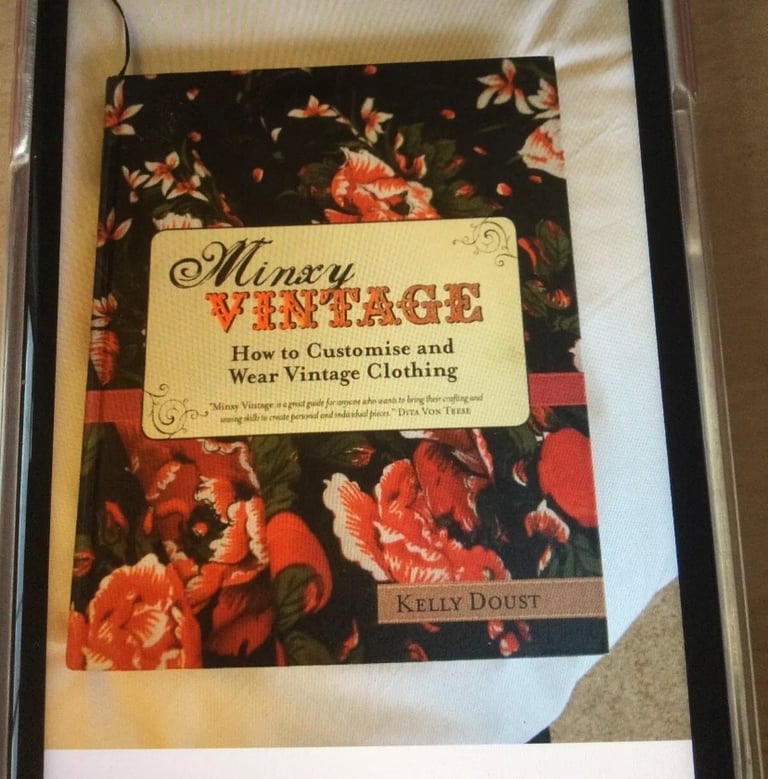 Minxy
VINTAGE
How to Customise and
Wear Vintage Clothing
"Minxy Vintage is a great guide for anyone who wants to bring their crafting and
sewing skills to create personal and individual pieces." DITA VON TEESE
KELLY DOUST